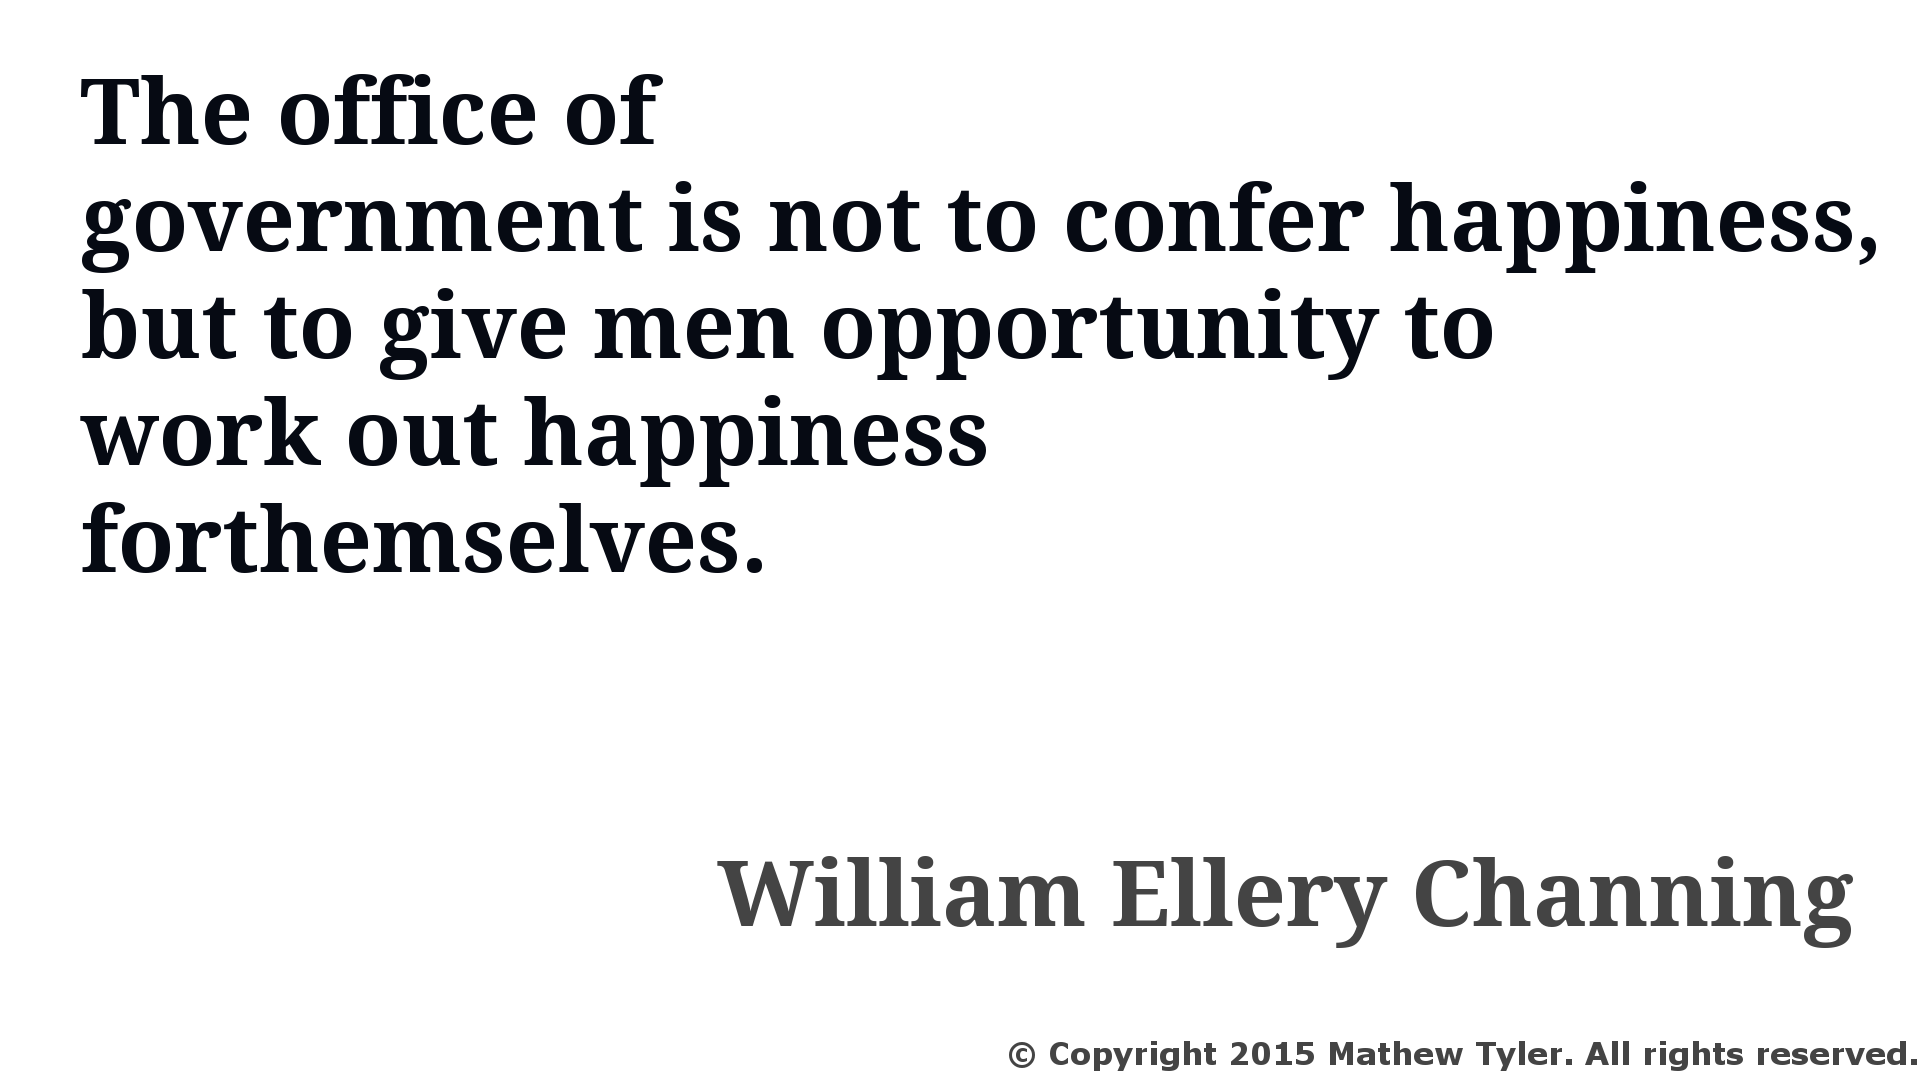 The office of
government is not to confer happiness,
but to give men opportunity to
work out happiness
forthemselves.
William Ellery Channing
© Copyright 2015 Mathew Tyler. All rights reserved.